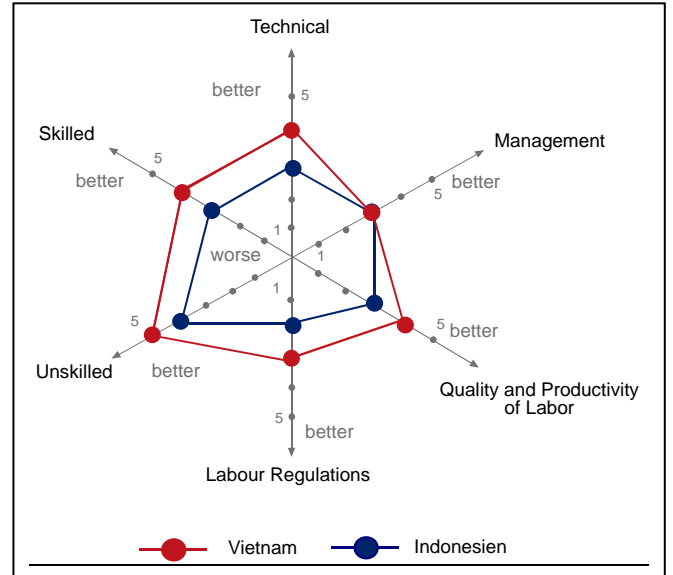 Technical
better
5
Skilled
5
better
Management
better
5
1
worse
1
1
5
Unskilled
better
5
better
Quality and Productivity
of Labor
5
better
Labour Regulations
Vietnam
Indonesien